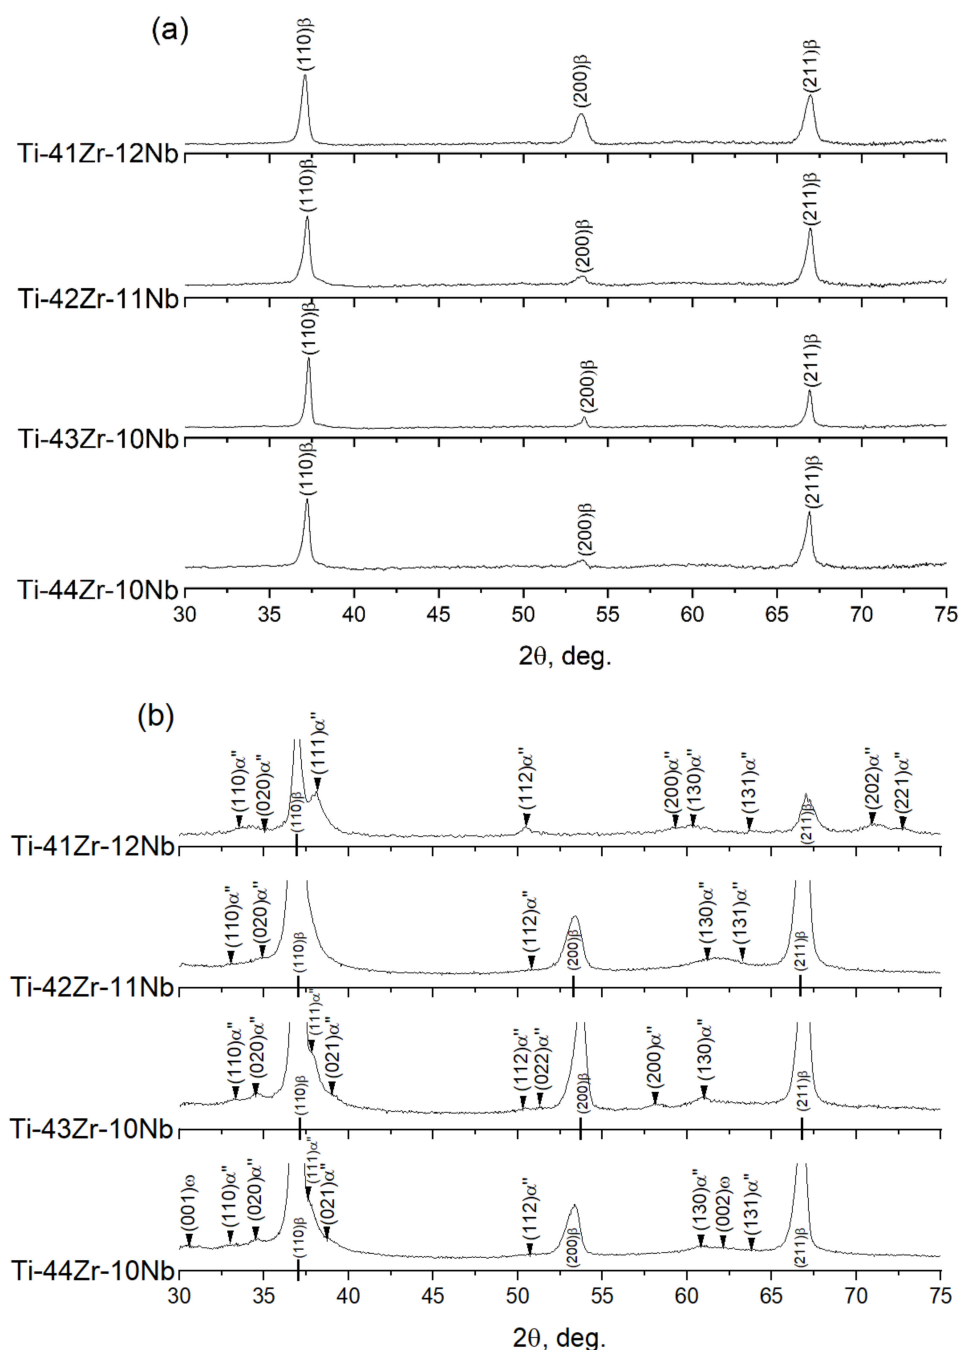 (a)
(110)β
(200)β
(211)β
Ti-41Zr-12Nb
(110)β
(200)β
(211)β
Ti-42Zr-11Nb
(110)β
(200)β
(211)β
Ti-43Zr-10Nb
(110)β
(200)β
(211)β
Ti-44Zr-10Nb
30 35 40 45 50 55 60 65 70 75
2θ, deg.
(b)
(110)α"
(020)α"
(110)β
(111)α"
(112)α"
(200)α"
(130)α"
(131)α"
(211)β
(202)α"
(221)α"
Ti-41Zr-12Nb
(110)α"
(020)α"
(110)β
(112)α"
(200)β
(130)α"
(131)α"
(211)β
Ti-42Zr-11Nb
(110)α"
(020)α"
(110)β
(111)α"
(021)α"
(112)α"
(022)α"
(200)β
(200)α"
(130)α"
(211)β
Ti-43Zr-10Nb
(001)ω
(110)α"
(020)α"
(110)β
(111)α"
(021)α"
(112)α"
(200)β
(130)α"
(002)ω
(131)α"
(211)β
Ti-44Zr-10Nb
30 35 40 45 50 55 60 65 70 75
2θ, deg.